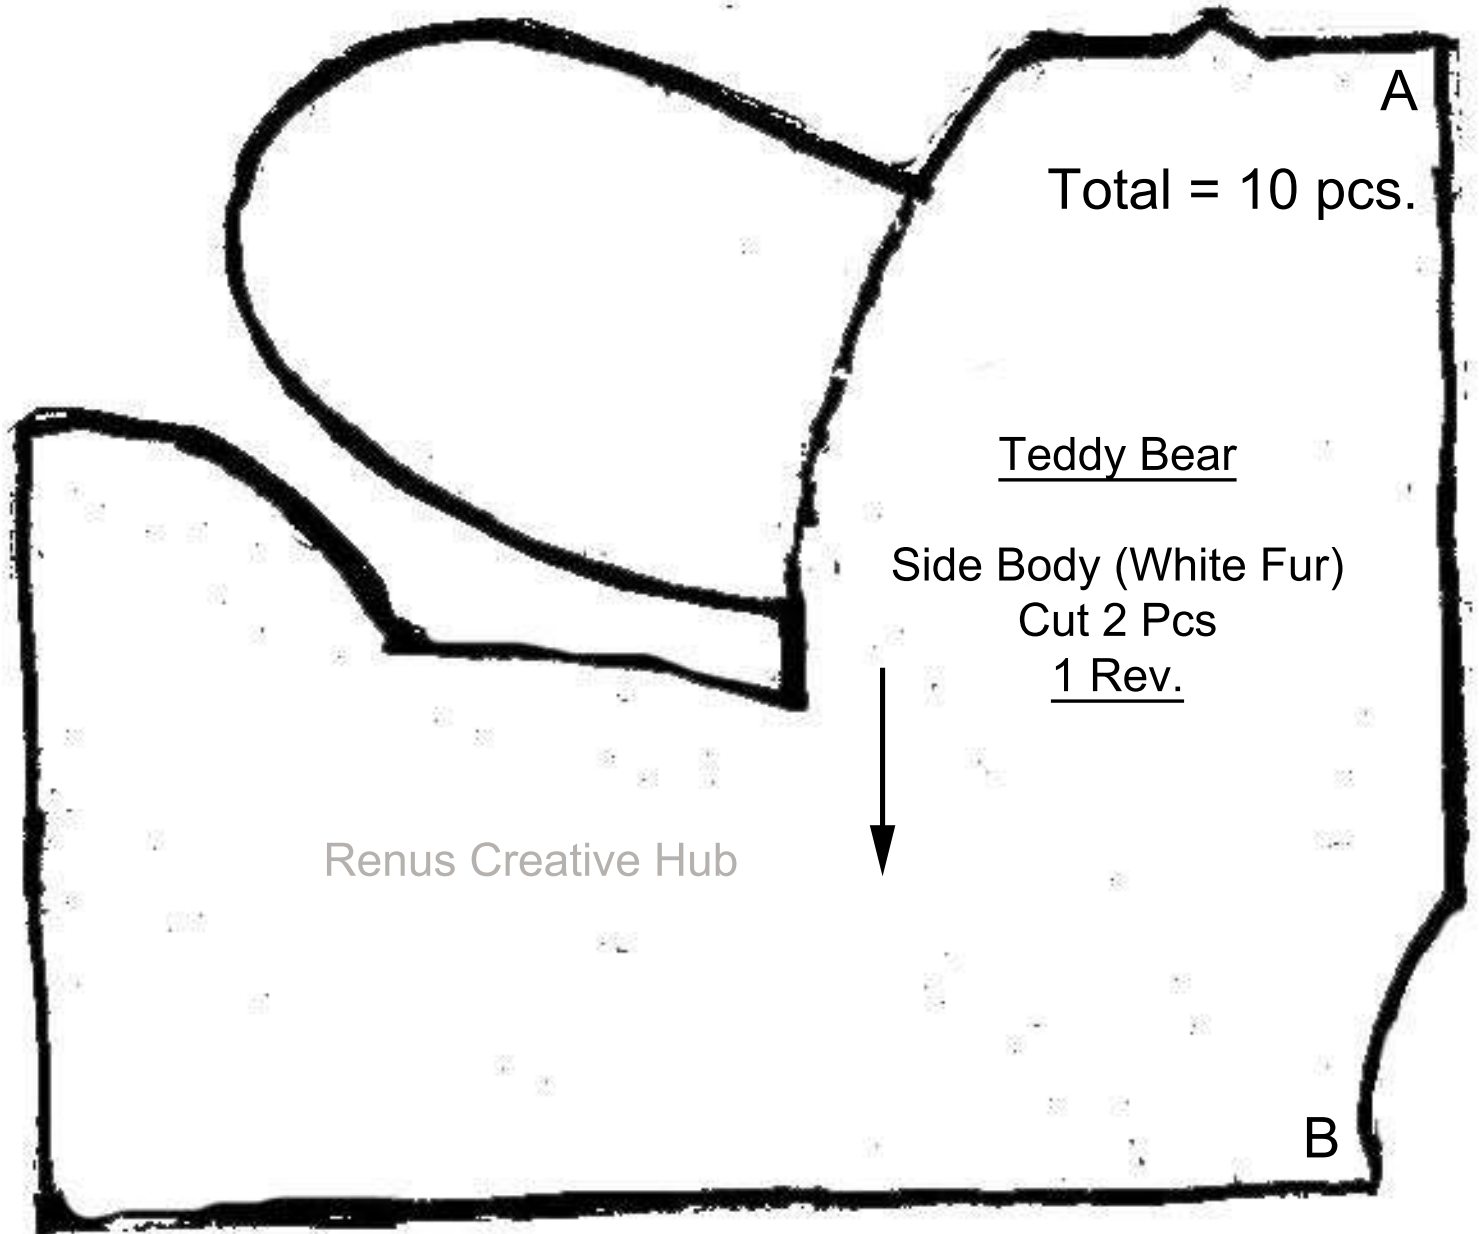 A
Total = 10 pcs.
Teddy Bear
Side Body (White Fur)
Cut 2 Pcs
1 Rev.
Renus Creative Hub
B